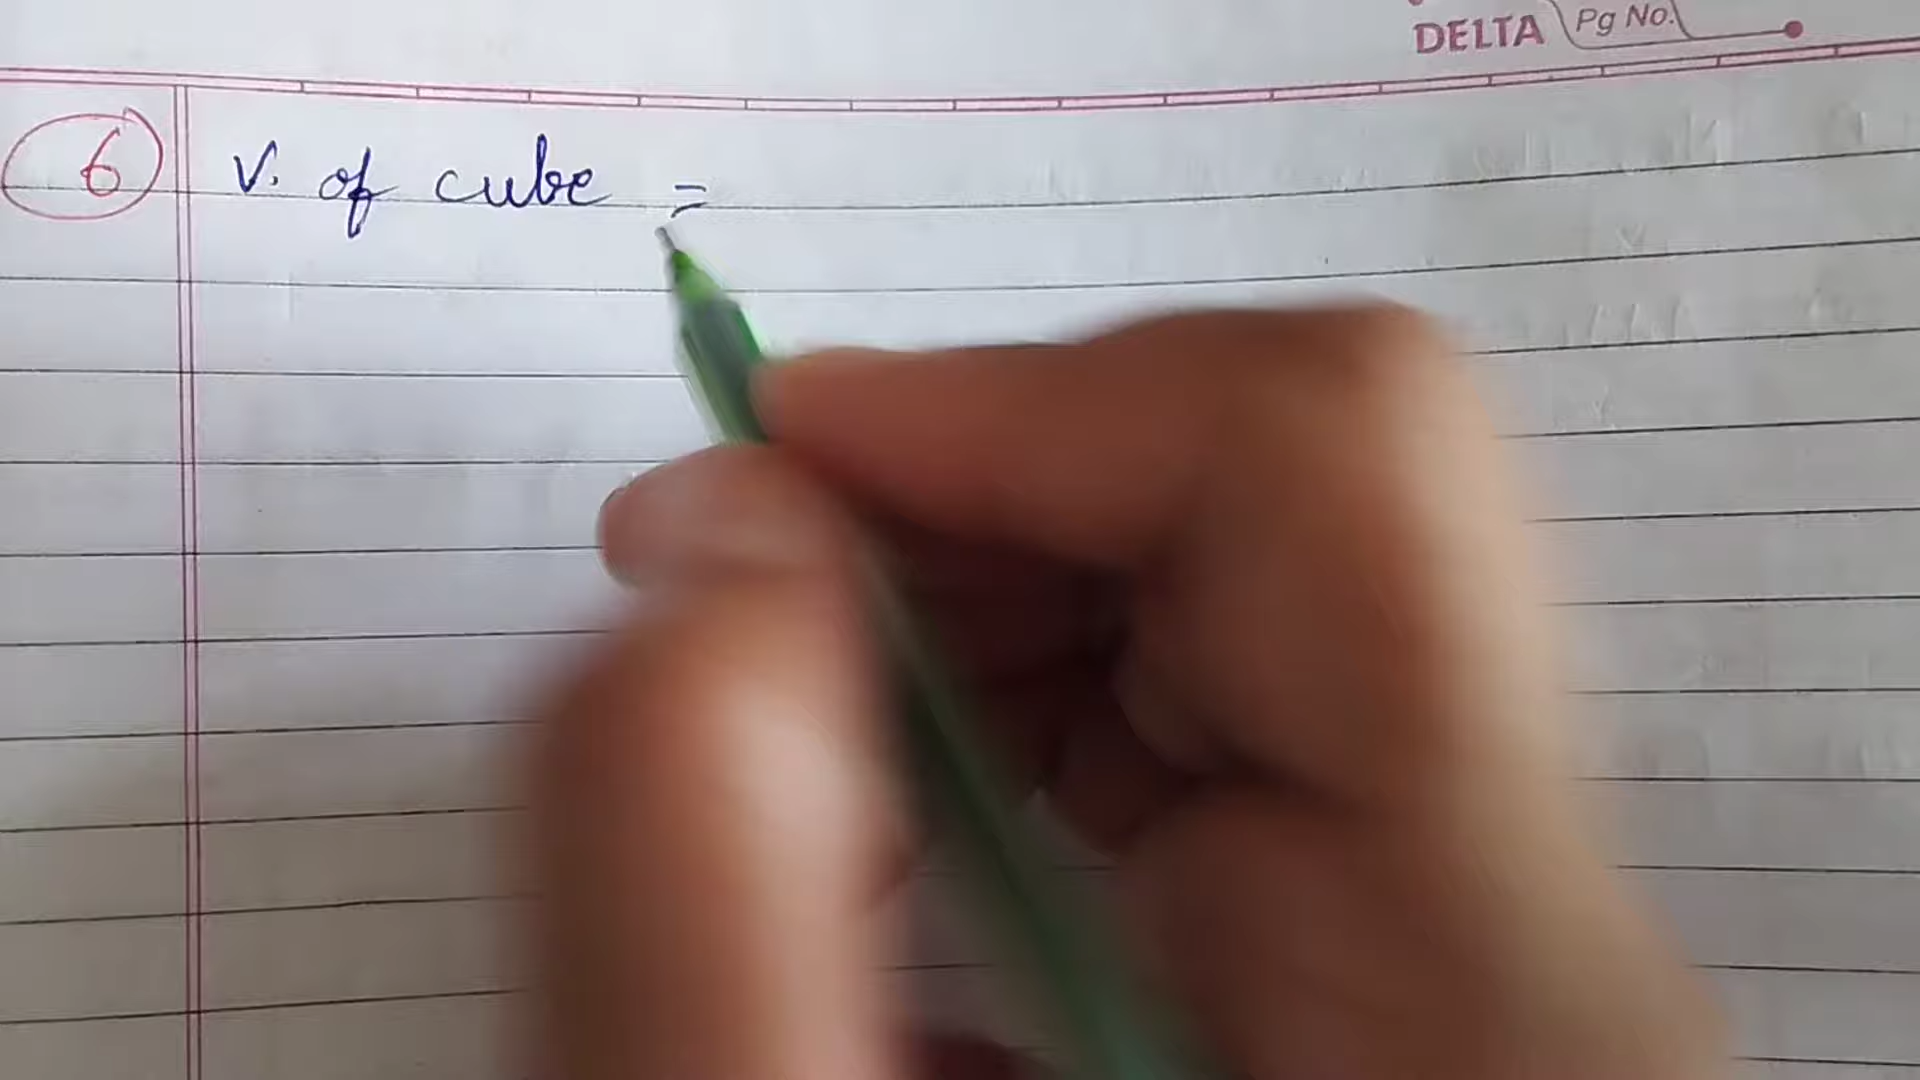 DELTA Pg No.
6 V. of cube =